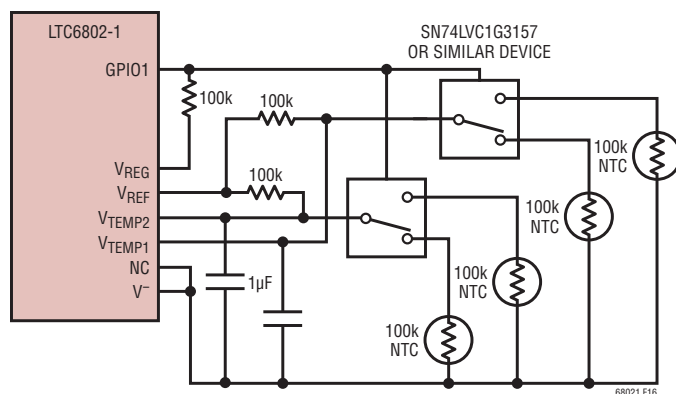 LTC6802-1
SN74LVC1G3157
OR SIMILAR DEVICE
GPIO1
100k
100k
100k
NTC
VREG
100k
VREF
VTEMP2
100k
NTC
VTEMP1
NC
1µF
100k
NTC
V–
100k
NTC
68021 F16